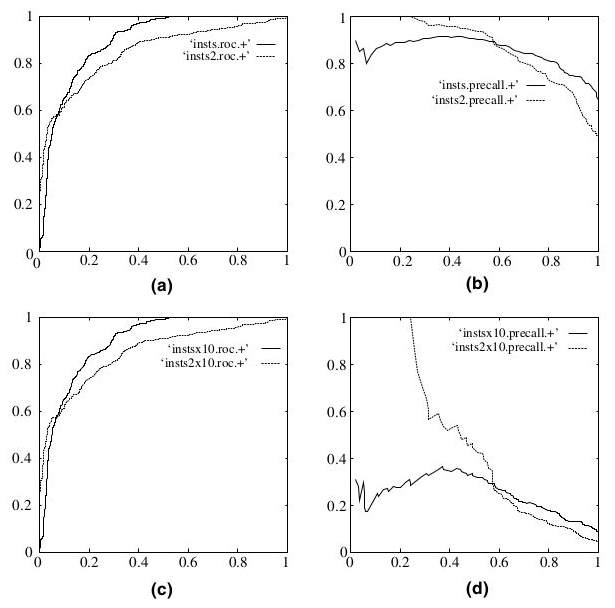 1
0.8
0.6
0.4
0.2
0
0 0.2 0.4 0.6 0.8 1
'insts.roc.+'
'insts2.roc.+'
(a)
1
0.8
0.6
0.4
0.2
0
0 0.2 0.4 0.6 0.8 1
'insts.precall.+'
'insts2.precall.+'
(b)
1
0.8
0.6
0.4
0.2
0
0 0.2 0.4 0.6 0.8 1
'instsx10.roc.+'
'insts2x10.roc.+'
(c)
1
0.8
0.6
0.4
0.2
0
0 0.2 0.4 0.6 0.8 1
'instsx10.precall.+'
'insts2x10.precall.+'
(d)